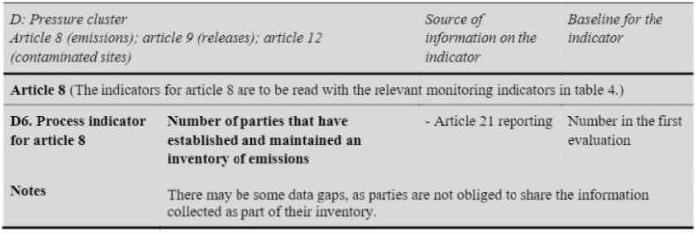 D: Pressure cluster
Article 8 (emissions); article 9 (releases); article 12
(contaminated sites)
Source of
information on the
indicator
Baseline for the
indicator
Article 8 (The indicators for article 8 are to be read with the relevant monitoring indicators in table 4.)
D6. Process indicator
for article 8
Number of parties that have
established and maintained an
inventory of emissions
- Article 21 reporting
Number in the first
evaluation
Notes
There may be some data gaps, as parties are not obliged to share the information
collected as part of their inventory.